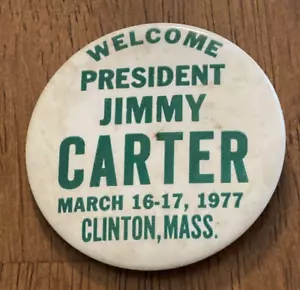 WELCOME
PRESIDENT
JIMMY
CARTER
MARCH 16-17, 1977
CLINTON, MASS.